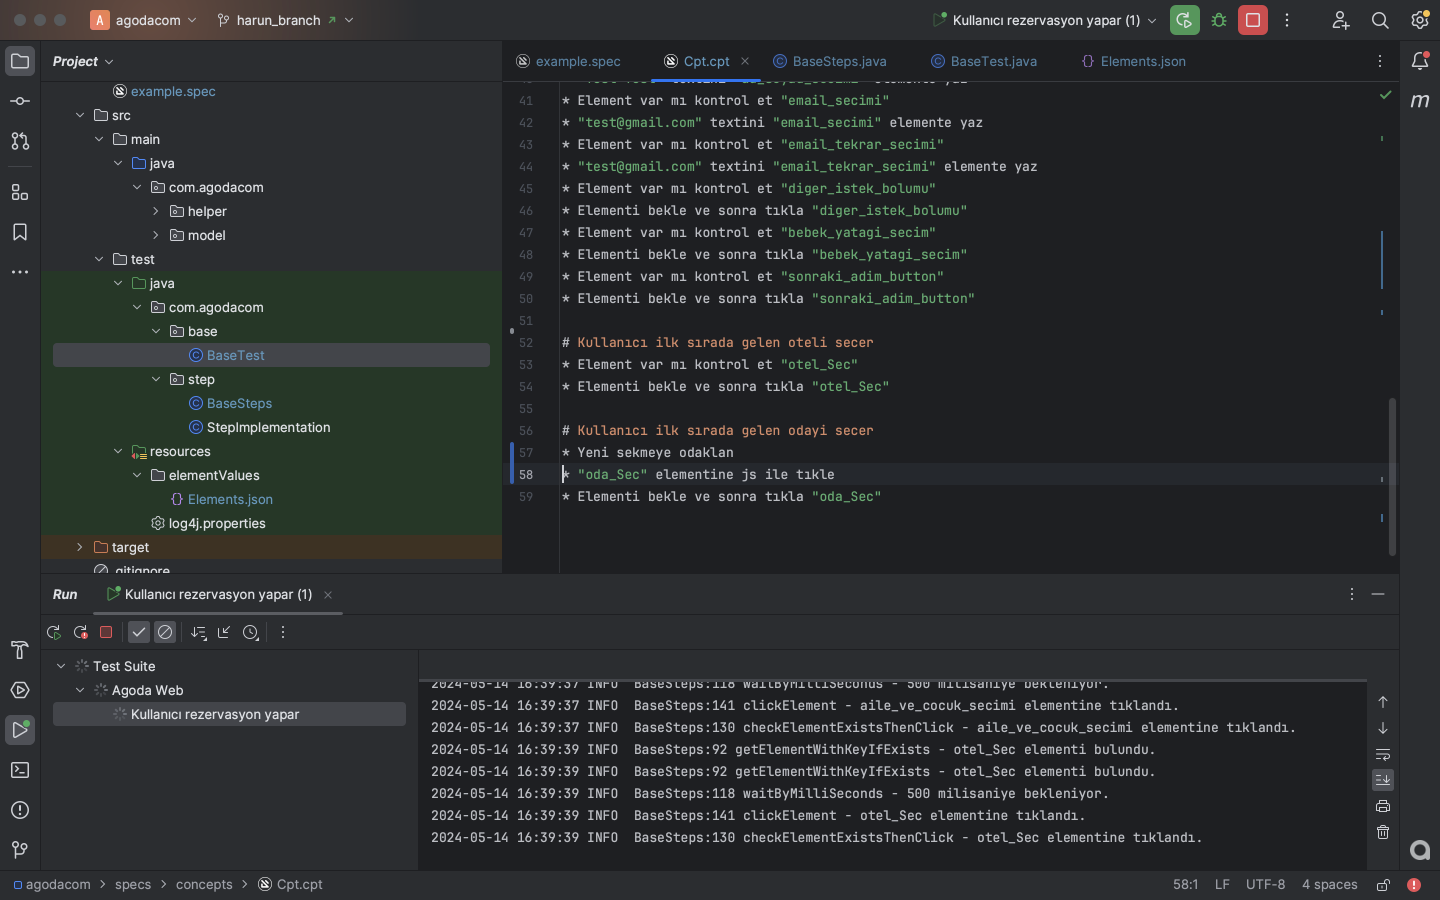 A agodacom harun_branch Kullanıcı rezervasyon yapar (1)
Project
example.spec Cpt.cpt BaseSteps.java BaseTest.java Elements.json
example.spec
src
main
java
com.agodacom
helper
model
test
java
com.agodacom
base
BaseTest
step
BaseSteps
StepImplementation
resources
elementValues
Elements.json
log4j.properties
target
.gitignore
41 * Element var mı kontrol et "email_secimi"
42 * "test@gmail.com" textini "email_secimi" elemente yaz
43 * Element var mı kontrol et "email_tekrar_secimi"
44 * "test@gmail.com" textini "email_tekrar_secimi" elemente yaz
45 * Element var mı kontrol et "diger_istek_bolumu"
46 * Elementi bekle ve sonra tıkla "diger_istek_bolumu"
47 * Element var mı kontrol et "bebek_yatagi_secim"
48 * Elementi bekle ve sonra tıkla "bebek_yatagi_secim"
49 * Element var mı kontrol et "sonraki_adim_button"
50 * Elementi bekle ve sonra tıkla "sonraki_adim_button"
51
52 # Kullanıcı ilk sırada gelen oteli secer
53 * Element var mı kontrol et "otel_Sec"
54 * Elementi bekle ve sonra tıkla "otel_Sec"
55
56 # Kullanıcı ilk sırada gelen odayi secer
57 * Yeni sekmeye odaklan
58 * "oda_Sec" elementine js ile tıkle
59 * Elementi bekle ve sonra tıkla "oda_Sec"
m
Run Kullanıcı rezervasyon yapar (1)
Test Suite
Agoda Web
Kullanıcı rezervasyon yapar
2024-05-14 16:39:37 INFO BaseSteps:118 waitByMilliSeconds - 500 milisaniye bekleniyor.
2024-05-14 16:39:37 INFO BaseSteps:141 clickElement - aile_ve_cocuk_secimi elementine tıklandı.
2024-05-14 16:39:37 INFO BaseSteps:130 checkElementExistsThenClick - aile_ve_cocuk_secimi elementine tıklandı.
2024-05-14 16:39:39 INFO BaseSteps:92 getElementWithKeyIfExists - otel_Sec elementi bulundu.
2024-05-14 16:39:39 INFO BaseSteps:92 getElementWithKeyIfExists - otel_Sec elementi bulundu.
2024-05-14 16:39:39 INFO BaseSteps:118 waitByMilliSeconds - 500 milisaniye bekleniyor.
2024-05-14 16:39:39 INFO BaseSteps:141 clickElement - otel_Sec elementine tıklandı.
2024-05-14 16:39:39 INFO BaseSteps:130 checkElementExistsThenClick - otel_Sec elementine tıklandı.
agodacom specs concepts Cpt.cpt 58:1 LF UTF-8 4 spaces